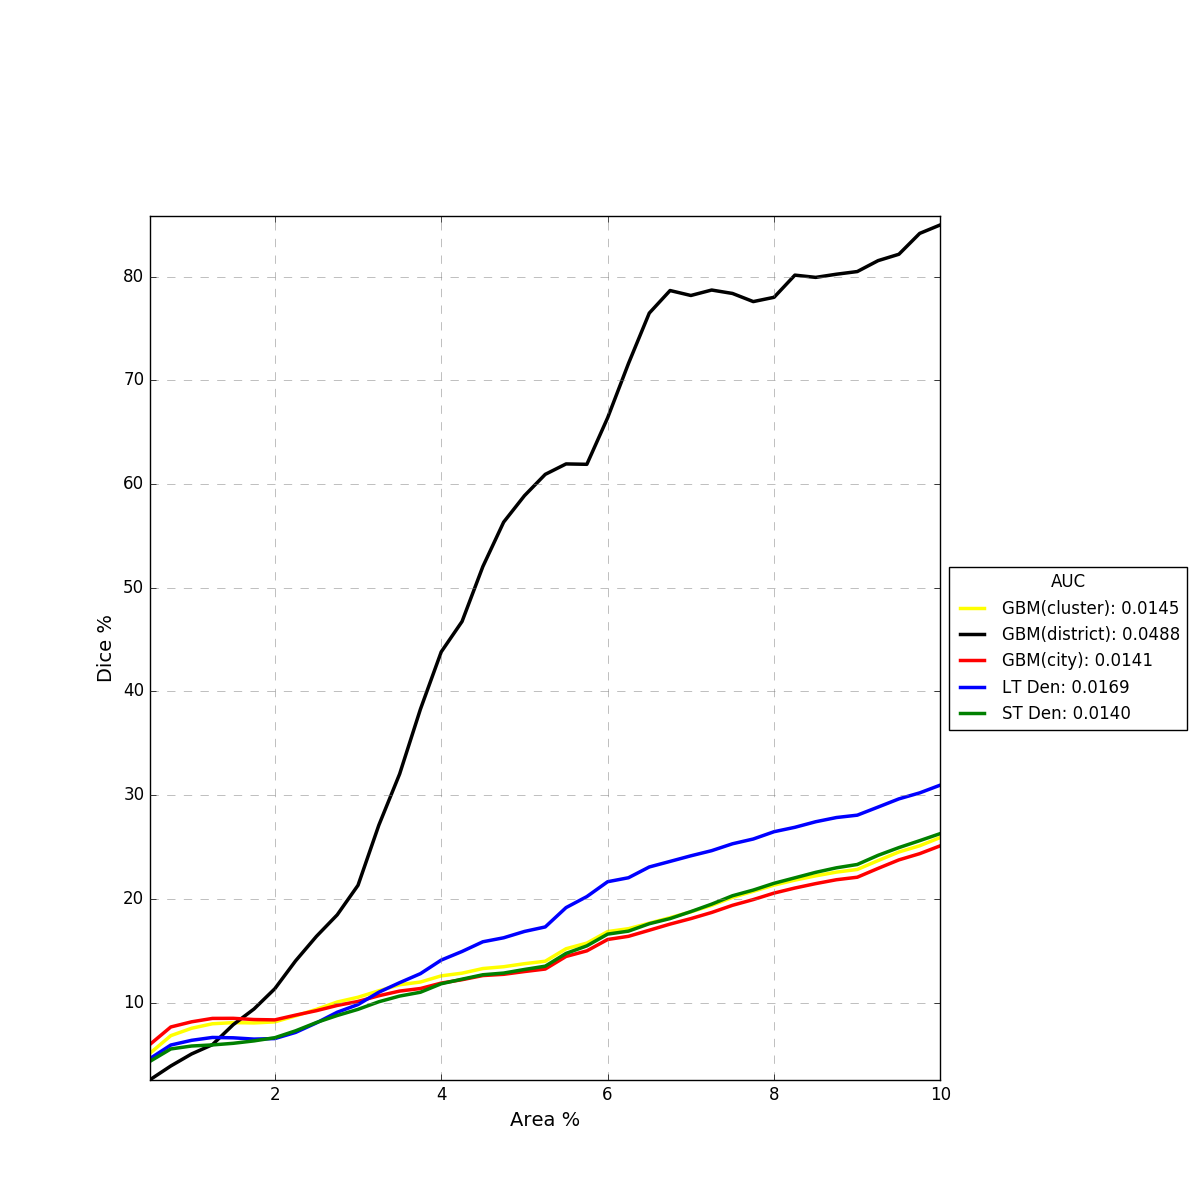 80
70
60
50
40
30
20
10
Dice %
2 4 6 8 10
Area %
AUC
GBM(cluster): 0.0145
GBM(district): 0.0488
GBM(city): 0.0141
LT Den: 0.0169
ST Den: 0.0140